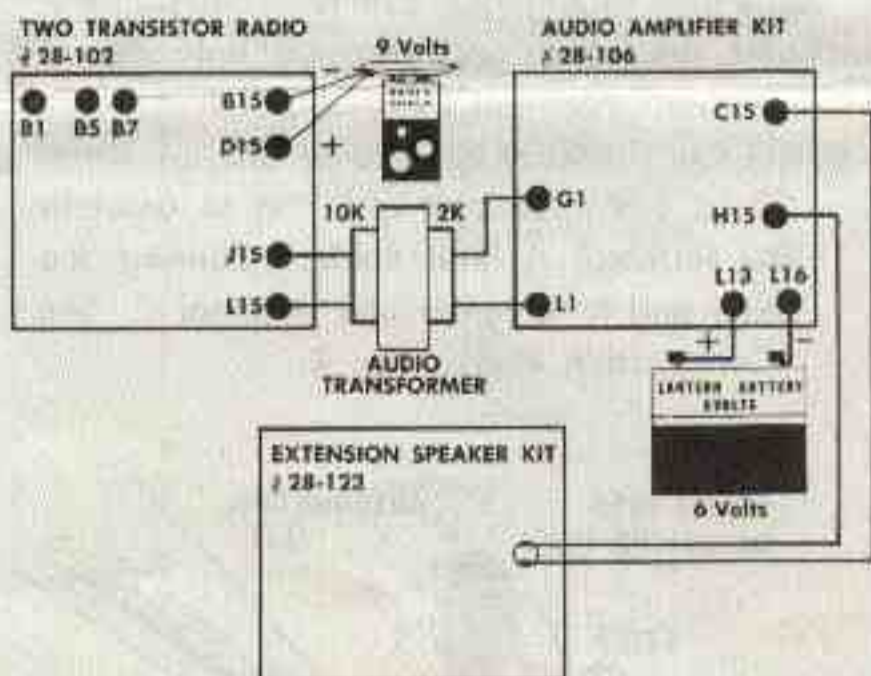 TWO TRANSISTOR RADIO
28-102
B1
B5
B7
B15
D15
J15
L15
9 Volts
-
+
10K
2K
AUDIO
TRANSFORMER
AUDIO AMPLIFIER KIT
28-106
C15
G1
H15
L13
L16
L1
+
-
LANTERN BATTERY
6VOLTS
6 Volts
EXTENSION SPEAKER KIT
28-123